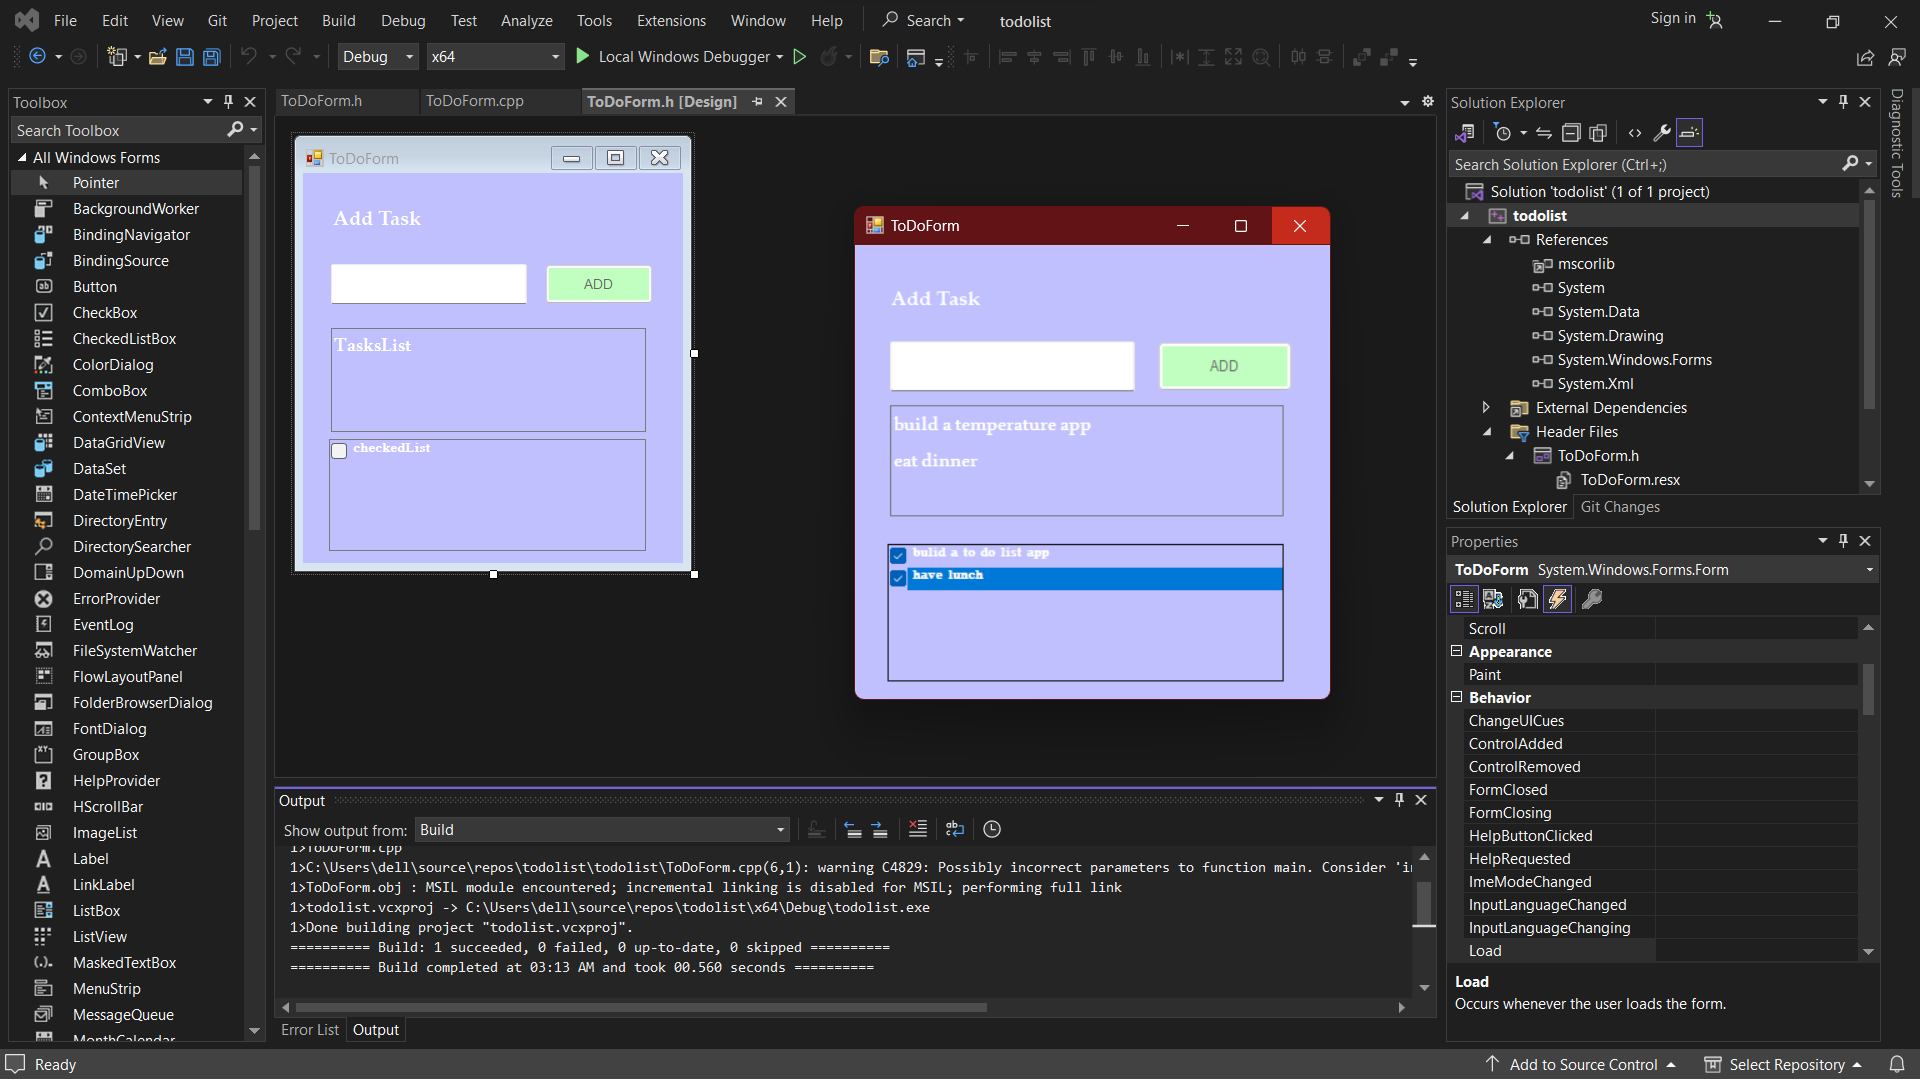 File Edit View Git Project Build Debug Test Analyze Tools Extensions Window Help Search todolist Sign in
Debug x64 Local Windows Debugger
Toolbox
Search Toolbox
All Windows Forms
Pointer
BackgroundWorker
BindingNavigator
BindingSource
Button
CheckBox
CheckedListBox
ColorDialog
ComboBox
ContextMenuStrip
DataGridView
DataSet
DateTimePicker
DirectoryEntry
DirectorySearcher
DomainUpDown
ErrorProvider
EventLog
FileSystemWatcher
FlowLayoutPanel
FolderBrowserDialog
FontDialog
GroupBox
HelpProvider
HScrollBar
ImageList
Label
LinkLabel
ListBox
ListView
MaskedTextBox
MenuStrip
MessageQueue
MonthCalendar
ToDoForm.h ToDoForm.cpp ToDoForm.h [Design]
ToDoForm
Add Task
ADD
TasksList
checkedList
ToDoForm
Add Task
ADD
build a temperature app
eat dinner
bulid a to do list app
have lunch
Output
Show output from: Build
1>ToDoForm.cpp
1>C:\Users\dell\source\repos\todolist\todolist\ToDoForm.cpp(6,1): warning C4829: Possibly incorrect parameters to function main. Consider 'i
1>ToDoForm.obj : MSIL module encountered; incremental linking is disabled for MSIL; performing full link
1>todolist.vcxproj -> C:\Users\dell\source\repos\todolist\x64\Debug\todolist.exe
1>Done building project "todolist.vcxproj".
========== Build: 1 succeeded, 0 failed, 0 up-to-date, 0 skipped ==========
========== Build completed at 03:13 AM and took 00.560 seconds ==========
Error List Output
Solution Explorer
Search Solution Explorer (Ctrl+;)
Solution 'todolist' (1 of 1 project)
todolist
References
mscorlib
System
System.Data
System.Drawing
System.Windows.Forms
System.Xml
External Dependencies
Header Files
ToDoForm.h
ToDoForm.resx
Solution Explorer Git Changes
Properties
ToDoForm System.Windows.Forms.Form
Scroll
Appearance
Paint
Behavior
ChangeUICues
ControlAdded
ControlRemoved
FormClosed
FormClosing
HelpButtonClicked
HelpRequested
ImeModeChanged
InputLanguageChanged
InputLanguageChanging
Load
Load
Occurs whenever the user loads the form.
Diagnostic Tools
Ready
Add to Source Control Select Repository